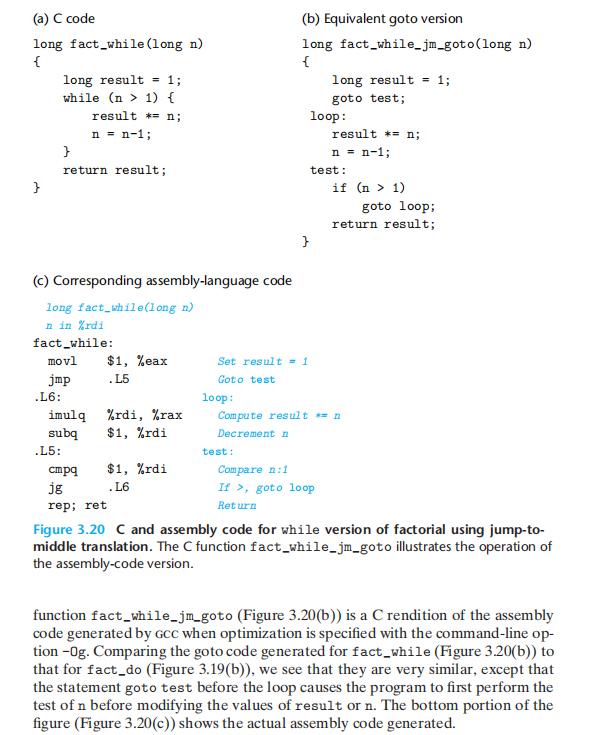 (a) C code
long fact_while(long n)
{
    long result = 1;
    while (n > 1) {
        result *= n;
        n = n-1;
    }
    return result;
}
(b) Equivalent goto version
long fact_while_jm_goto(long n)
{
    long result = 1;
    goto test;
 loop:
    result *= n;
    n = n-1;
 test:
    if (n > 1)
        goto loop;
    return result;
}
(c) Corresponding assembly-language code
long fact_while(long n)
n in %rdi
fact_while:
  movl    $1, %eax    Set result = 1
  jmp     .L5    Goto test
.L6:    loop:
  imulq   %rdi, %rax    Compute result *= n
  subq    $1, %rdi    Decrement n
.L5:    test:
  cmpq    $1, %rdi    Compare n:1
  jg      .L6    If >, goto loop
  rep; ret    Return
Figure 3.20 C and assembly code for while version of factorial using jump-to-
middle translation. The C function fact_while_jm_goto illustrates the operation of
the assembly-code version.
function fact_while_jm_goto (Figure 3.20(b)) is a C rendition of the assembly
code generated by GCC when optimization is specified with the command-line op-
tion -Og. Comparing the goto code generated for fact_while (Figure 3.20(b)) to
that for fact_do (Figure 3.19(b)), we see that they are very similar, except that
the statement goto test before the loop causes the program to first perform the
test of n before modifying the values of result or n. The bottom portion of the
figure (Figure 3.20(c)) shows the actual assembly code generated.